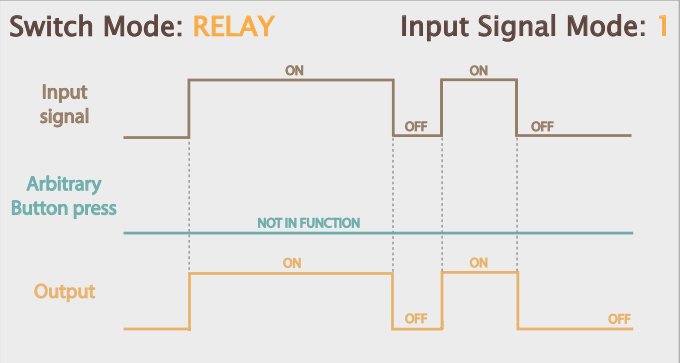 Switch Mode: RELAY
Input Signal Mode: 1
ON
ON
Input
signal
OFF
OFF
Arbitrary
Button press
NOT IN FUNCTION
ON
ON
Output
OFF
OFF